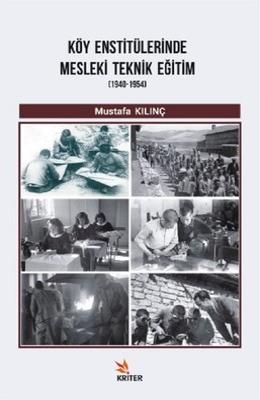 KÖY ENSTİTÜLERİNDE
MESLEKİ TEKNİK EĞİTİM
(1940-1954)
Mustafa KILINÇ
KRİTER